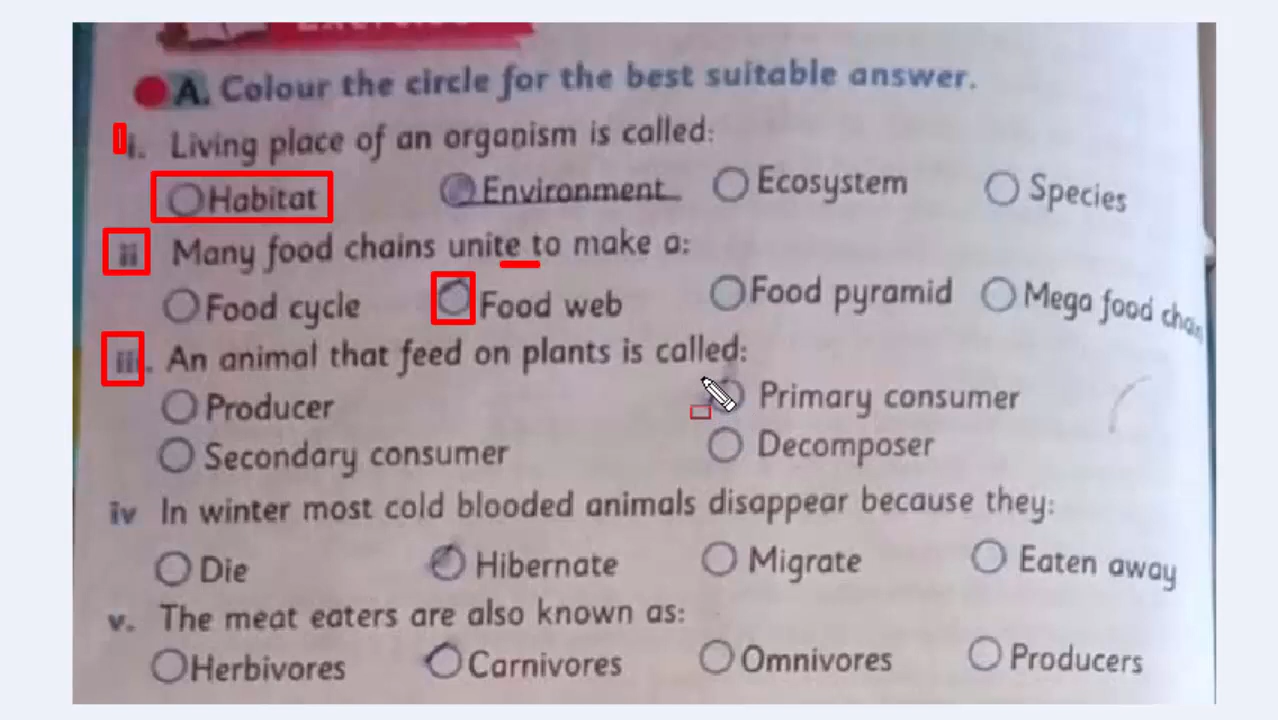 A. Colour the circle for the best suitable answer.
i. Living place of an organism is called:
Habitat Environment Ecosystem Species
ii Many food chains unite to make a:
Food cycle Food web Food pyramid Mega food chain
iii. An animal that feed on plants is called:
Producer Primary consumer
Secondary consumer Decomposer
iv In winter most cold blooded animals disappear because they:
Die Hibernate Migrate Eaten away
v. The meat eaters are also known as:
Herbivores Carnivores Omnivores Producers